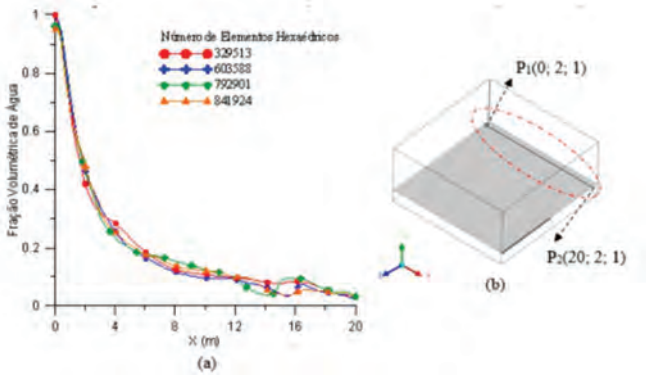 Número de Elementos Hexaédricos
329513
603588
792901
841924
Fração Volumétrica de Água
1
0.8
0.6
0.4
0.2
0
0
4
8
12
16
20
X (m)
(a)
P1(0; 2; 1)
P2(20; 2; 1)
(b)